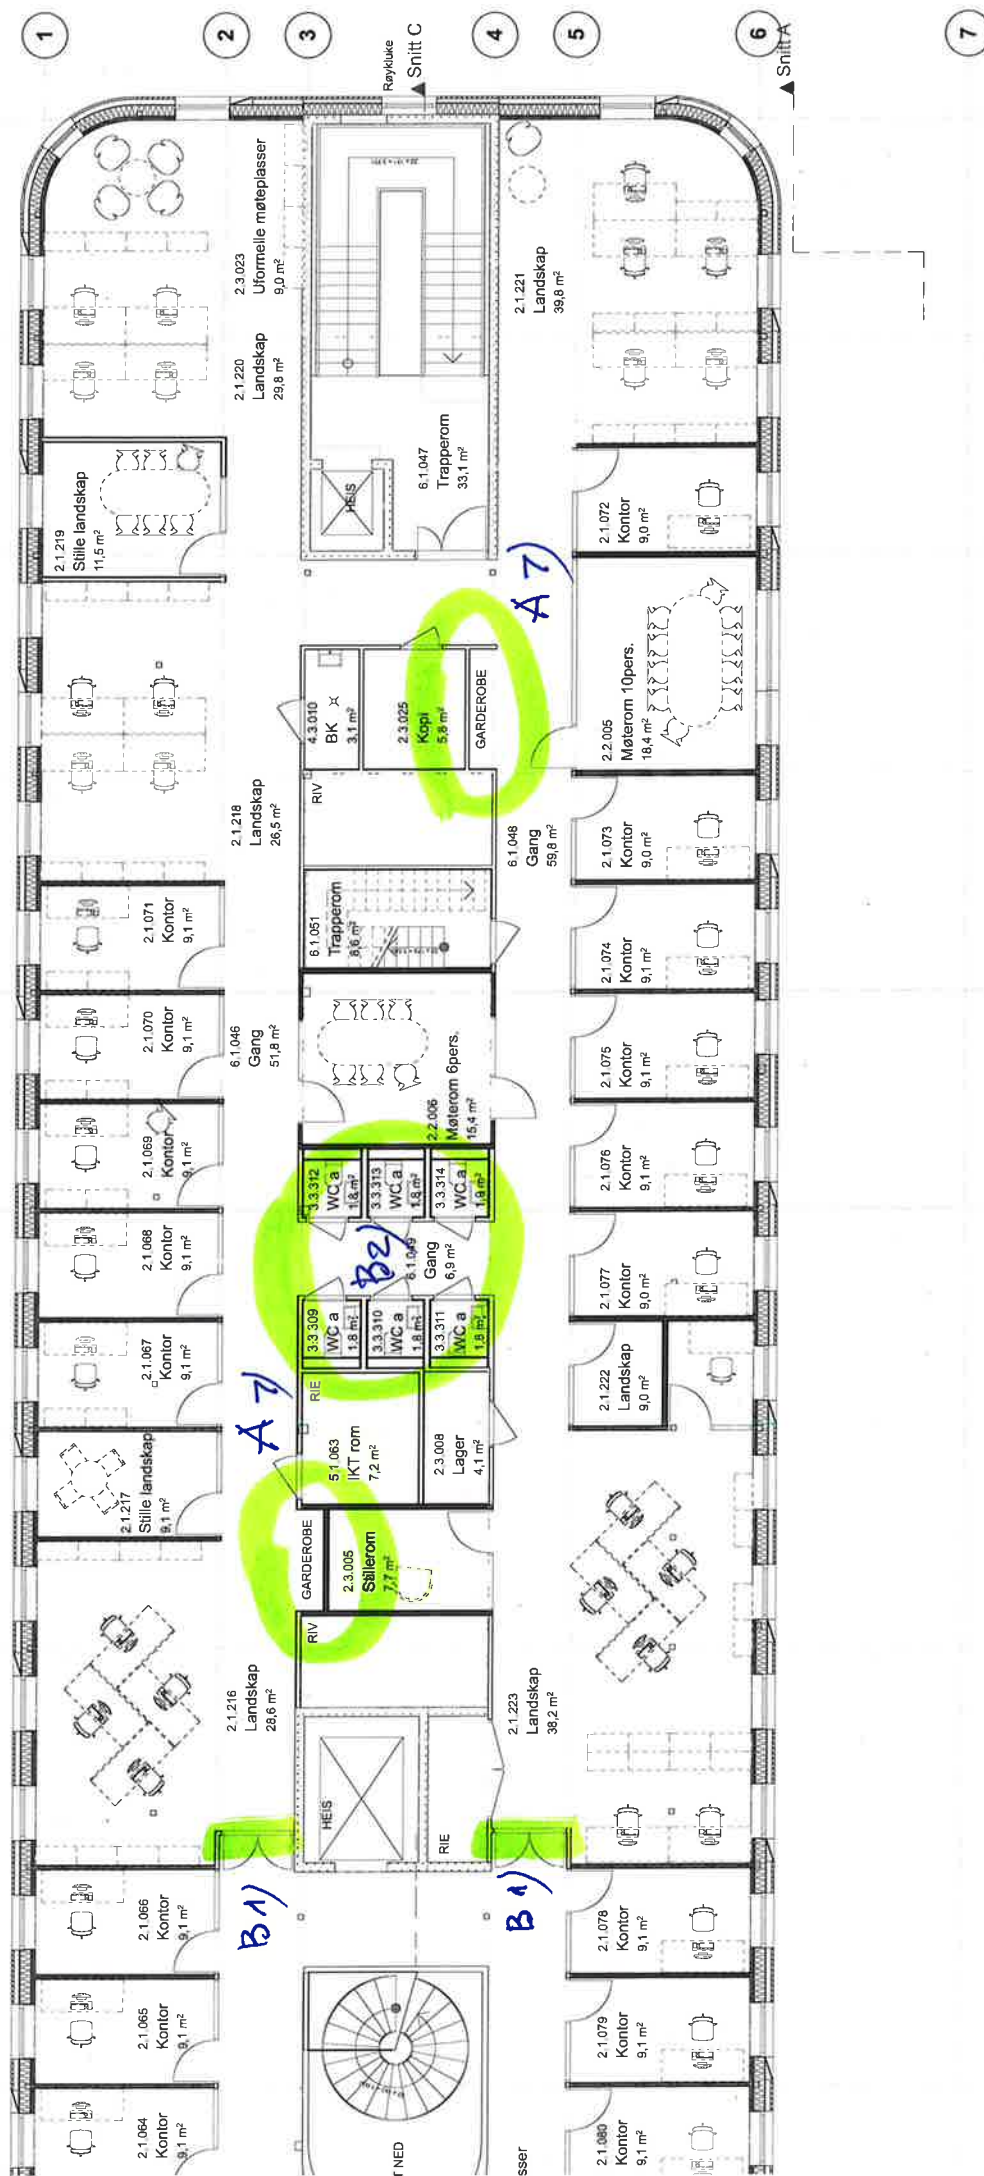 1
2
3
4
5
6
7
Røykluke
Snitt C
Snitt A
2.3.023
Uformelle møteplasser
9,0 m²
2.1.220
Landskap
29,8 m²
2.1.221
Landskap
39,8 m²
6.1.047
Trapperom
33,1 m²
HEIS
2.1.219
Stille landskap
11,5 m²
2.1.072
Kontor
9,0 m²
A 7)
4.3.010
BK
3,1 m²
2.3.025
Kopi
5,8 m²
GARDEROBE
2.2.005
Møterom 10pers.
18,4 m²
2.1.218
Landskap
26,5 m²
RIV
6.1.048
Gang
59,8 m²
2.1.073
Kontor
9,0 m²
2.1.071
Kontor
9,1 m²
6.1.051
Trapperom
8,6 m²
2.1.074
Kontor
9,1 m²
2.1.070
Kontor
9,1 m²
6.1.046
Gang
51,8 m²
2.1.075
Kontor
9,1 m²
2.2.006
Møterom 6pers.
15,4 m²
2.1.069
Kontor
9,1 m²
3.3.312
WC a
1,8 m²
3.3.313
WC a
1,8 m²
3.3.314
WC a
1,8 m²
2.1.076
Kontor
9,1 m²
2.1.068
Kontor
9,1 m²
B2)
6.1.049
Gang
6,9 m²
2.1.077
Kontor
9,0 m²
3.3.309
WC a
1,8 m²
3.3.310
WC a
1,8 m²
3.3.311
WC a
1,8 m²
2.1.067
Kontor
9,1 m²
A 7)
RIE
5.1.063
IKT rom
7,2 m²
2.3.008
Lager
4,1 m²
2.1.222
Landskap
9,0 m²
2.1.217
Stille landskap
9,1 m²
GARDEROBE
2.3.005
Stillerom
7,7 m²
RIV
2.1.216
Landskap
28,6 m²
2.1.223
Landskap
38,2 m²
HEIS
RIE
B 1)
B 1)
2.1.066
Kontor
9,1 m²
2.1.078
Kontor
9,1 m²
2.1.065
Kontor
9,1 m²
2.1.079
Kontor
9,1 m²
2.1.064
Kontor
9,1 m²
2.1.080
Kontor
9,1 m²
T NED
sser